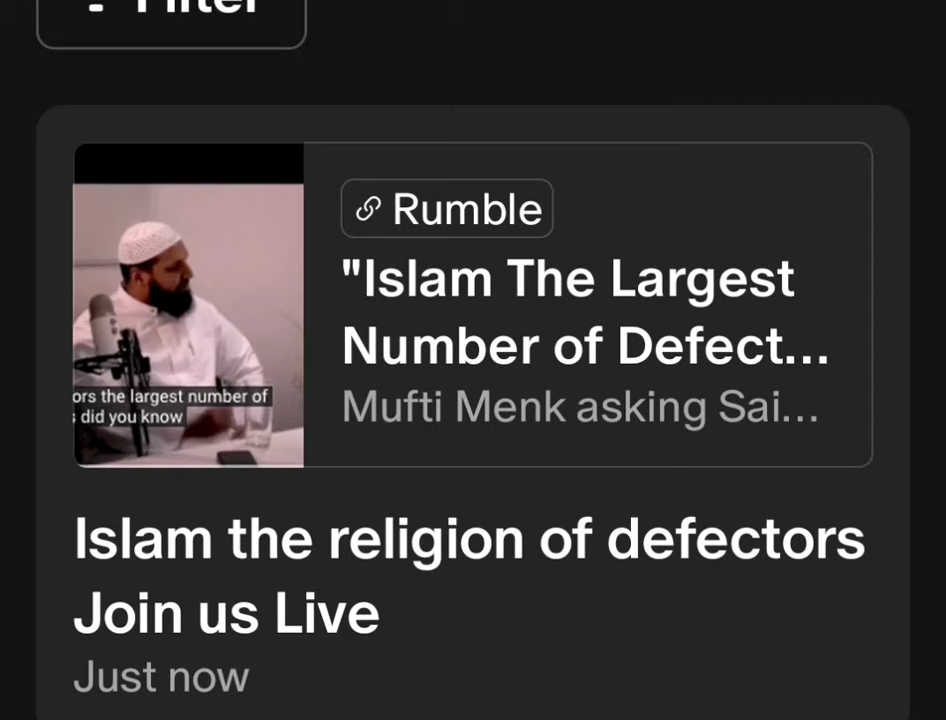 Filter
Rumble
"Islam The Largest
Number of Defect...
Mufti Menk asking Sai...
ors the largest number of
did you know
Islam the religion of defectors
Join us Live
Just now